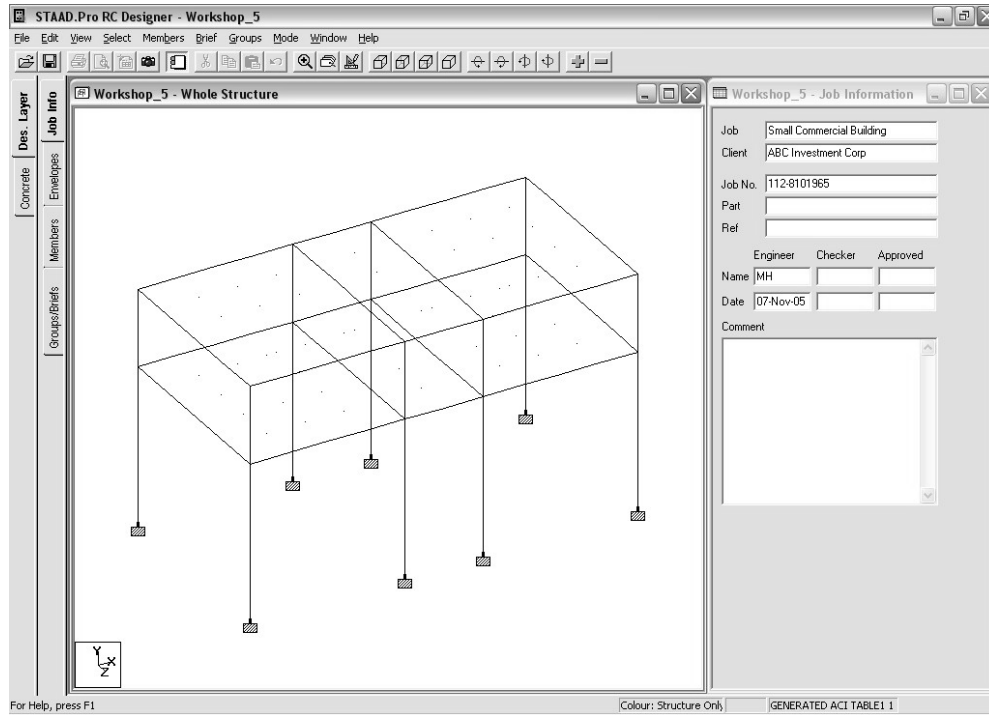 STAAD.Pro RC Designer - Workshop_5
File Edit View Select Members Brief Groups Mode Window Help
Des. Layer
Concrete
Job Info
Envelopes
Members
Groups/Briefs
Workshop_5 - Whole Structure
Y
X
Z
Workshop_5 - Job Information
Job Small Commercial Building
Client ABC Investment Corp
Job No. 112-8101965
Part
Ref
Engineer Checker Approved
Name MH
Date 07-Nov-05
Comment
For Help, press F1
Colour: Structure Only
GENERATED ACI TABLE1 1